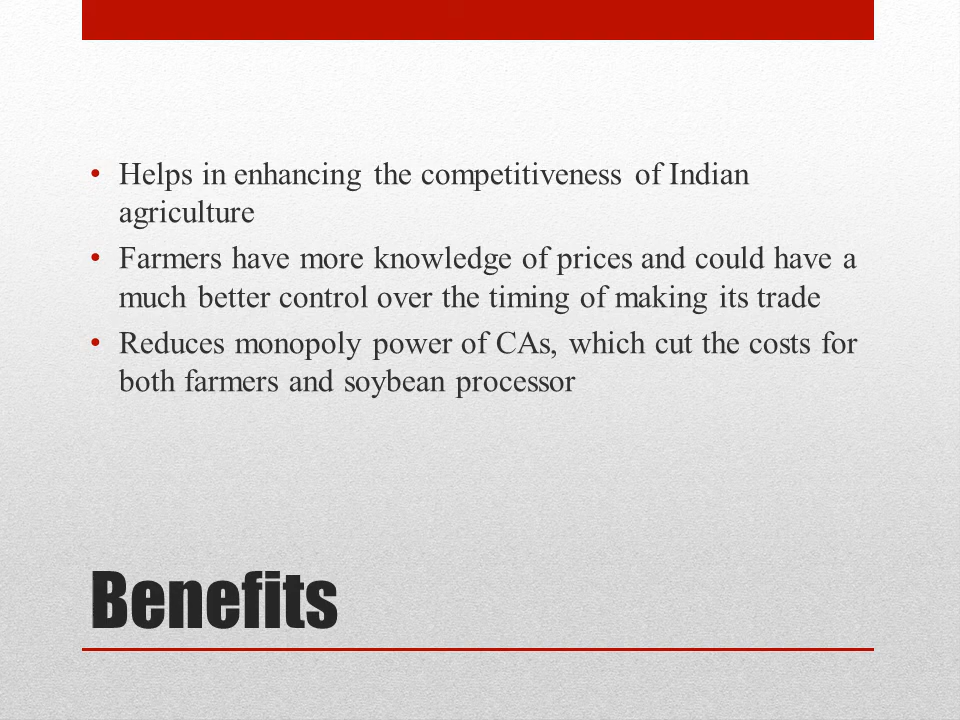 • Helps in enhancing the competitiveness of Indian
agriculture
• Farmers have more knowledge of prices and could have a
much better control over the timing of making its trade
• Reduces monopoly power of CAs, which cut the costs for
both farmers and soybean processor
Benefits